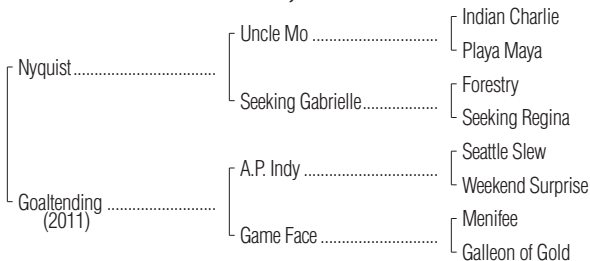 Indian Charlie
Uncle Mo
Playa Maya
Nyquist
Forestry
Seeking Gabrielle
Seeking Regina
Seattle Slew
A.P. Indy
Weekend Surprise
Goaltending
(2011)
Menifee
Game Face
Galleon of Gold